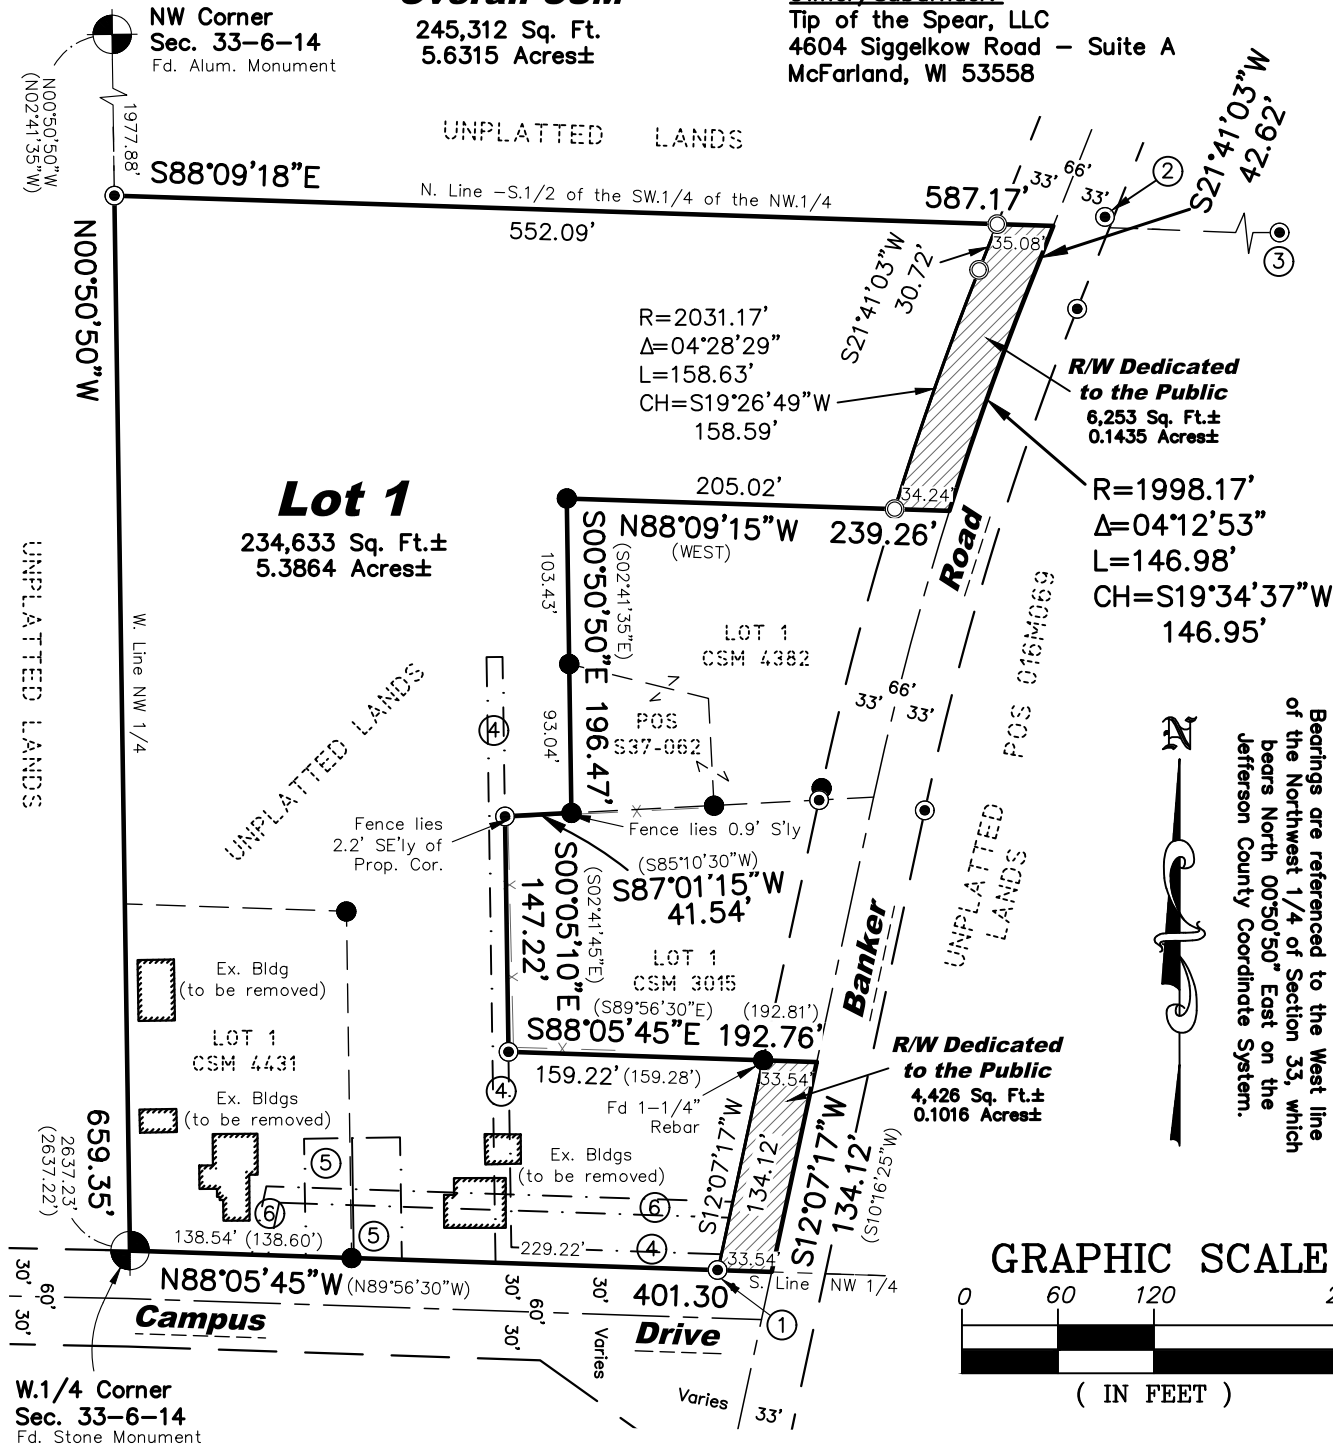 Overall CSM
245,312 Sq. Ft.
5.6315 Acres±
Tip of the Spear, LLC
4604 Siggelkow Road – Suite A
McFarland, WI 53558
NW Corner
Sec. 33-6-14
Fd. Alum. Monument
N00°50'50"W
(N02°41'35"W)
1977.88'
UNPLATTED LANDS
S88°09'18"E
N. Line -S.1/2 of the SW.1/4 of the NW.1/4
587.17'
552.09'
35.08'
33'
66'
33'
2
S21°41'03"W
42.62'
3
N00°50'50"W
S21°41'03"W
30.72'
R=2031.17'
Δ=04°28'29"
L=158.63'
CH=S19°26'49"W
158.59'
R/W Dedicated
to the Public
6,253 Sq. Ft.±
0.1435 Acres±
R=1998.17'
Δ=04°12'53"
L=146.98'
CH=S19°34'37"W
146.95'
Lot 1
234,633 Sq. Ft.±
5.3864 Acres±
205.02'
34.24'
N88°09'15"W
239.26'
(WEST)
Road
UNPLATTED LANDS
W. Line NW 1/4
103.43'
S00°50'50"E 196.47'
(S02°41'35"E)
93.04'
LOT 1
CSM 4382
POS
S37-062
33'
66'
33'
UNPLATTED
LANDS
POS 016M069
Bearings are referenced to the West line
of the Northwest 1/4 of Section 33, which
bears North 00°50'50" East on the
Jefferson County Coordinate System.
N
UNPLATTED LANDS
4
Fence lies
2.2' SE'ly of
Prop. Cor.
Fence lies 0.9' S'ly
(S85°10'30"W)
S87°01'15"W
41.54'
147.22'
S00°05'10"E
(S02°41'45"E)
LOT 1
CSM 3015
(S89°56'30"E)
(192.81')
S88°05'45"E 192.76'
Banker
159.22' (159.28')
33.54'
Fd 1-1/4"
Rebar
R/W Dedicated
to the Public
4,426 Sq. Ft.±
0.1016 Acres±
Ex. Bldg
(to be removed)
LOT 1
CSM 4431
Ex. Bldgs
(to be removed)
4
Ex. Bldgs
(to be removed)
5
6
5
6
4
S12°07'17"W
134.12'
S12°07'17"W
134.12'
(S10°16'25"W)
659.35'
2637.23'
(2637.22')
138.54' (138.60')
229.22'
33.54'
N88°05'45"W (N89°56'30"W)
401.30
S. Line
NW 1/4
1
30'
60'
30'
Campus
30'
60'
30'
30'
Varies
Drive
Varies
33'
W.1/4 Corner
Sec. 33-6-14
Fd. Stone Monument
GRAPHIC SCALE
0 60 120
( IN FEET )